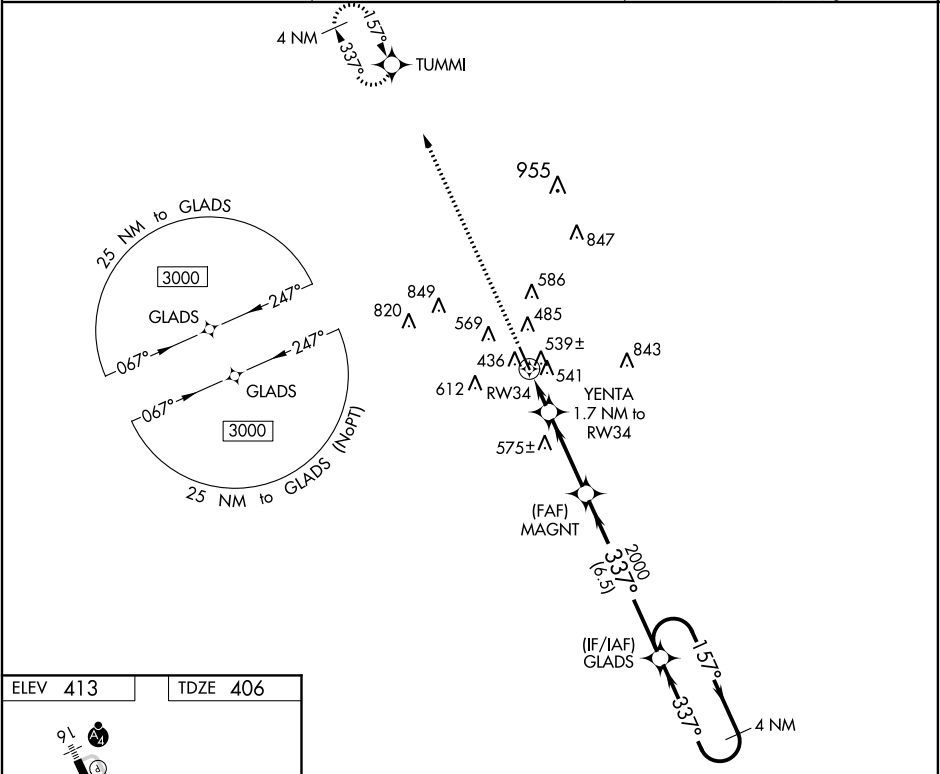 4 NM
157°
337°
TUMMI
955
847
586
485
849
820
569
539±
436
541
843
612
RW34
YENTA
1.7 NM to
RW34
575±
(FAF)
MAGNT
2000
337°
(6.5)
(IF/IAF)
GLADS
157°
337°
4 NM
25 NM to GLADS
3000
GLADS
247°
067°
247°
GLADS
067°
3000
25 NM to GLADS (NoPT)
ELEV 413
TDZE 406
16
A4
P